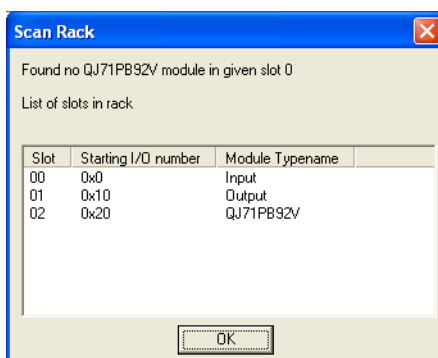 Scan Rack
Found no QJ71PB92V module in given slot 0
List of slots in rack
Slot Starting I/O number Module Typename
00 0x0 Input
01 0x10 Output
02 0x20 QJ71PB92V
OK